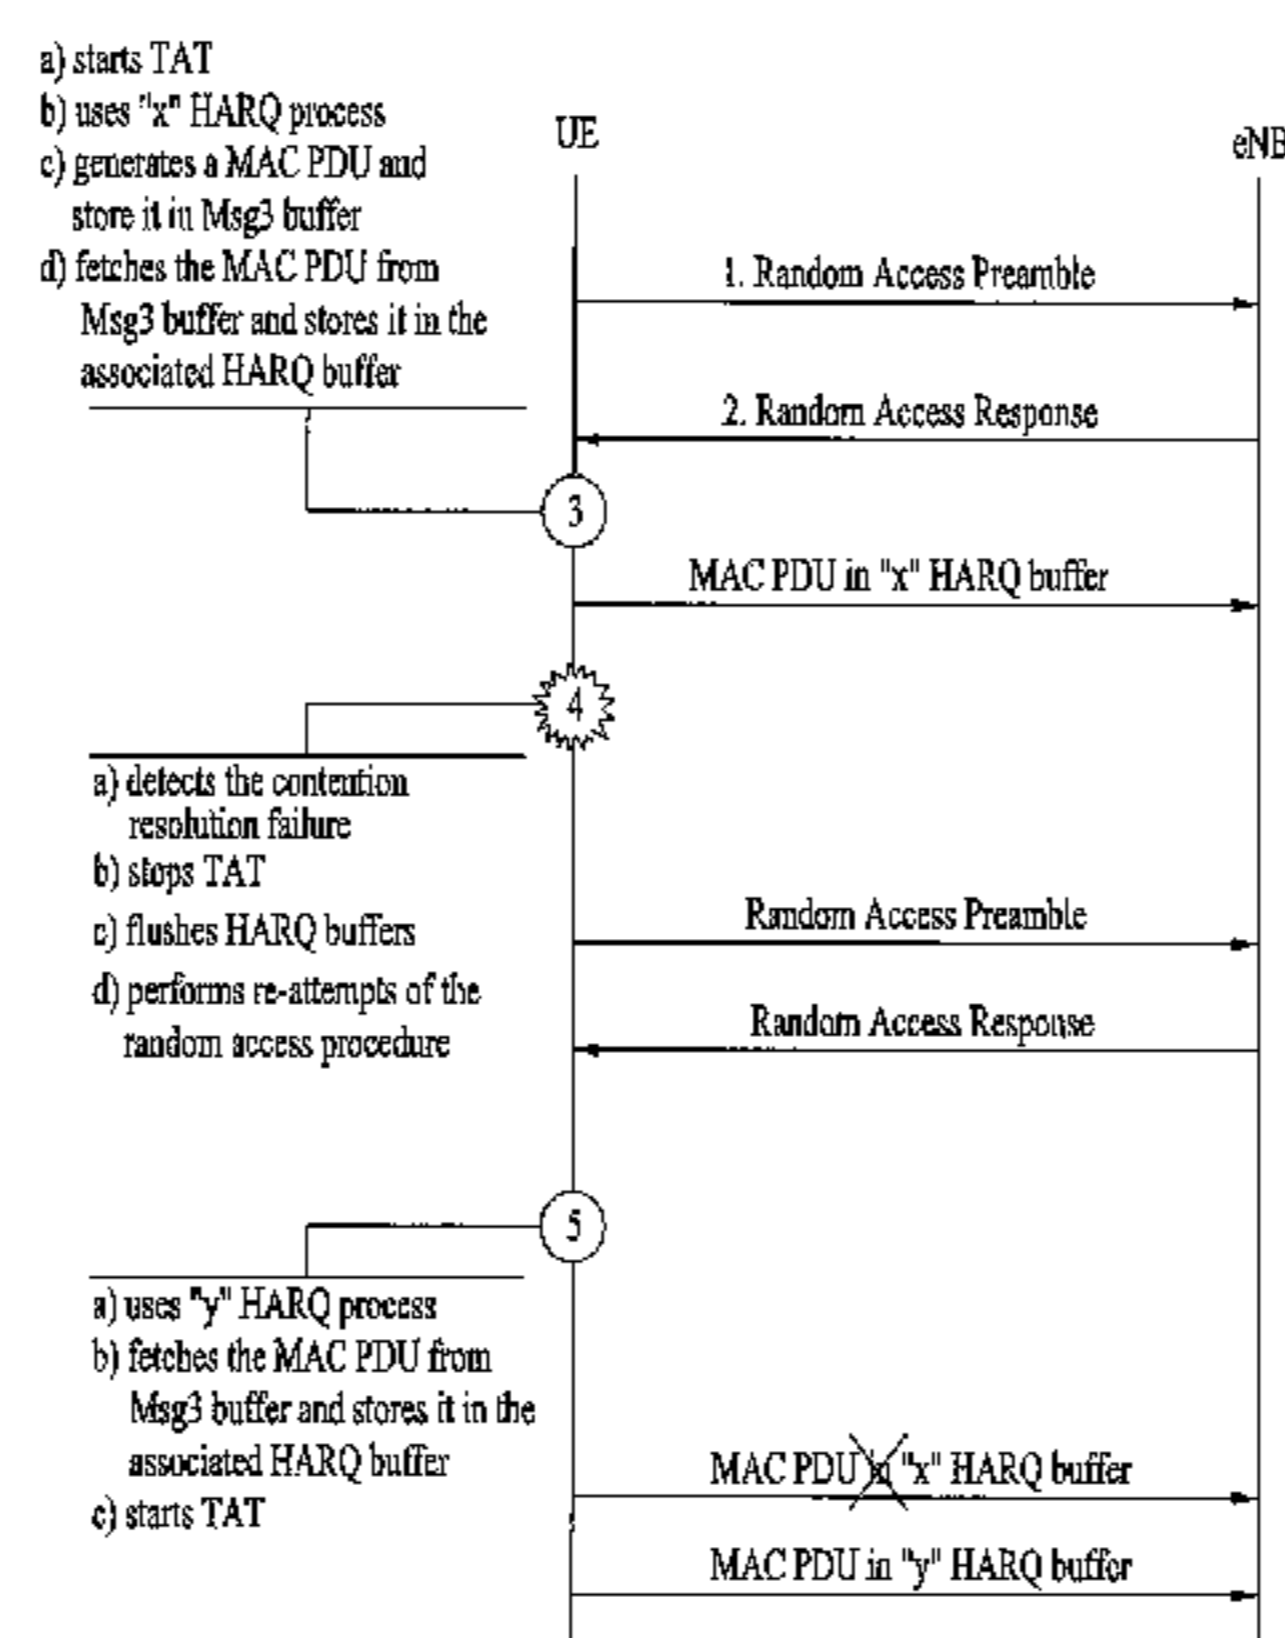 a) starts TAT
b) uses "x" HARQ process
c) generates a MAC PDU and
store it in Msg3 buffer
d) fetches the MAC PDU from
Msg3 buffer and stores it in the
associated HARQ buffer
UE
eNB
1. Random Access Preamble
2. Random Access Response
3
MAC PDU in "x" HARQ buffer
4
a) detects the contention
resolution failure
b) stops TAT
c) flushes HARQ buffers
d) performs re-attempts of the
random access procedure
Random Access Preamble
Random Access Response
5
a) uses "y" HARQ process
b) fetches the MAC PDU from
Msg3 buffer and stores it in the
associated HARQ buffer
c) starts TAT
MAC PDU in "x" HARQ buffer
MAC PDU in "y" HARQ buffer